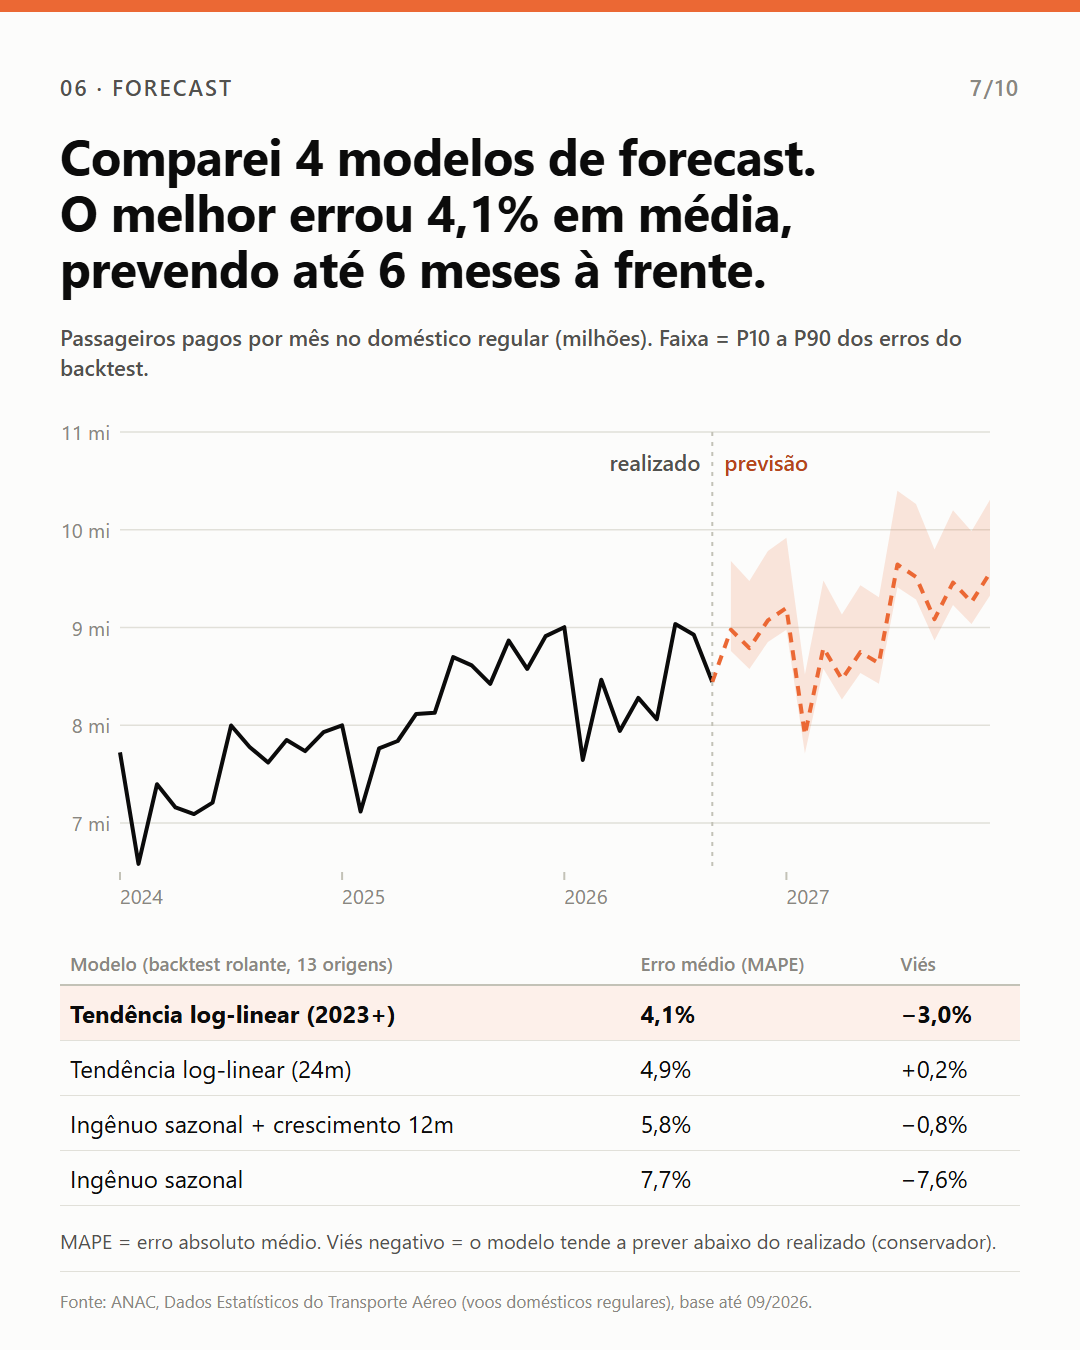 06 · FORECAST
7/10
Comparei 4 modelos de forecast.
O melhor errou 4,1% em média,
prevendo até 6 meses à frente.
Passageiros pagos por mês no doméstico regular (milhões). Faixa = P10 a P90 dos erros do
backtest.
11 mi
realizado
previsão
10 mi
9 mi
8 mi
7 mi
2024
2025
2026
2027
Modelo (backtest rolante, 13 origens) Erro médio (MAPE) Viés
Tendência log-linear (2023+) 4,1% −3,0%
Tendência log-linear (24m) 4,9% +0,2%
Ingênuo sazonal + crescimento 12m 5,8% −0,8%
Ingênuo sazonal 7,7% −7,6%
MAPE = erro absoluto médio. Viés negativo = o modelo tende a prever abaixo do realizado (conservador).
Fonte: ANAC, Dados Estatísticos do Transporte Aéreo (voos domésticos regulares), base até 09/2026.